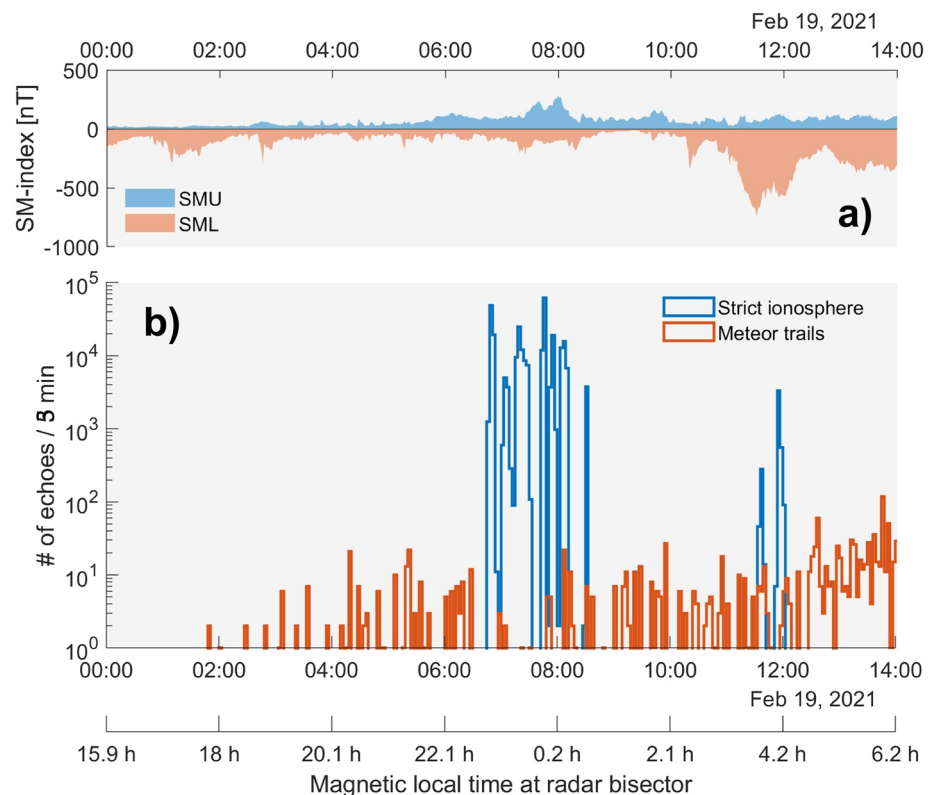 Feb 19, 2021
00:00 02:00 04:00 06:00 08:00 10:00 12:00 14:00
500
0
-500
-1000
SM-index [nT]
SMU
SML
a)
b)
Strict ionosphere
Meteor trails
10^5
10^4
10^3
10^2
10^1
10^0
# of echoes / min
00:00 02:00 04:00 06:00 08:00 10:00 12:00 14:00
Feb 19, 2021
15.9 h 18 h 20.1 h 22.1 h 0.2 h 2.1 h 4.2 h 6.2 h
Magnetic local time at radar bisector